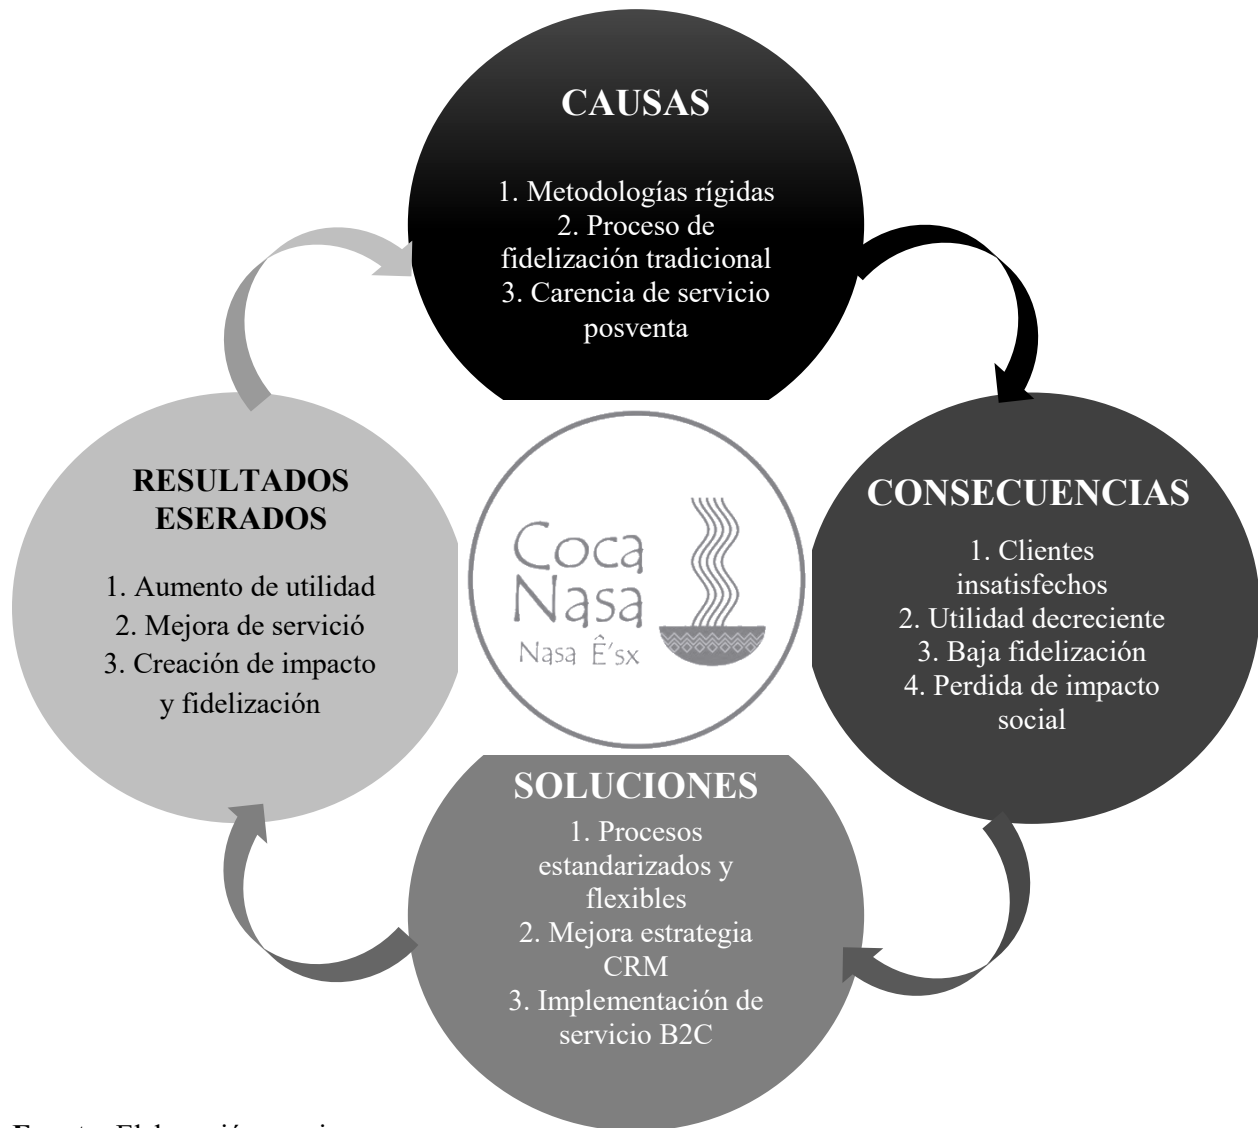 CAUSAS
1. Metodologías rígidas
2. Proceso de
fidelización tradicional
3. Carencia de servicio
posventa
RESULTADOS
ESERADOS
1. Aumento de utilidad
2. Mejora de servició
3. Creación de impacto
y fidelización
Coca
Nasa
Nasa Ê'sx
CONSECUENCIAS
1. Clientes
insatisfechos
2. Utilidad decreciente
3. Baja fidelización
4. Perdida de impacto
social
SOLUCIONES
1. Procesos
estandarizados y
flexibles
2. Mejora estrategia
CRM
3. Implementación de
servicio B2C